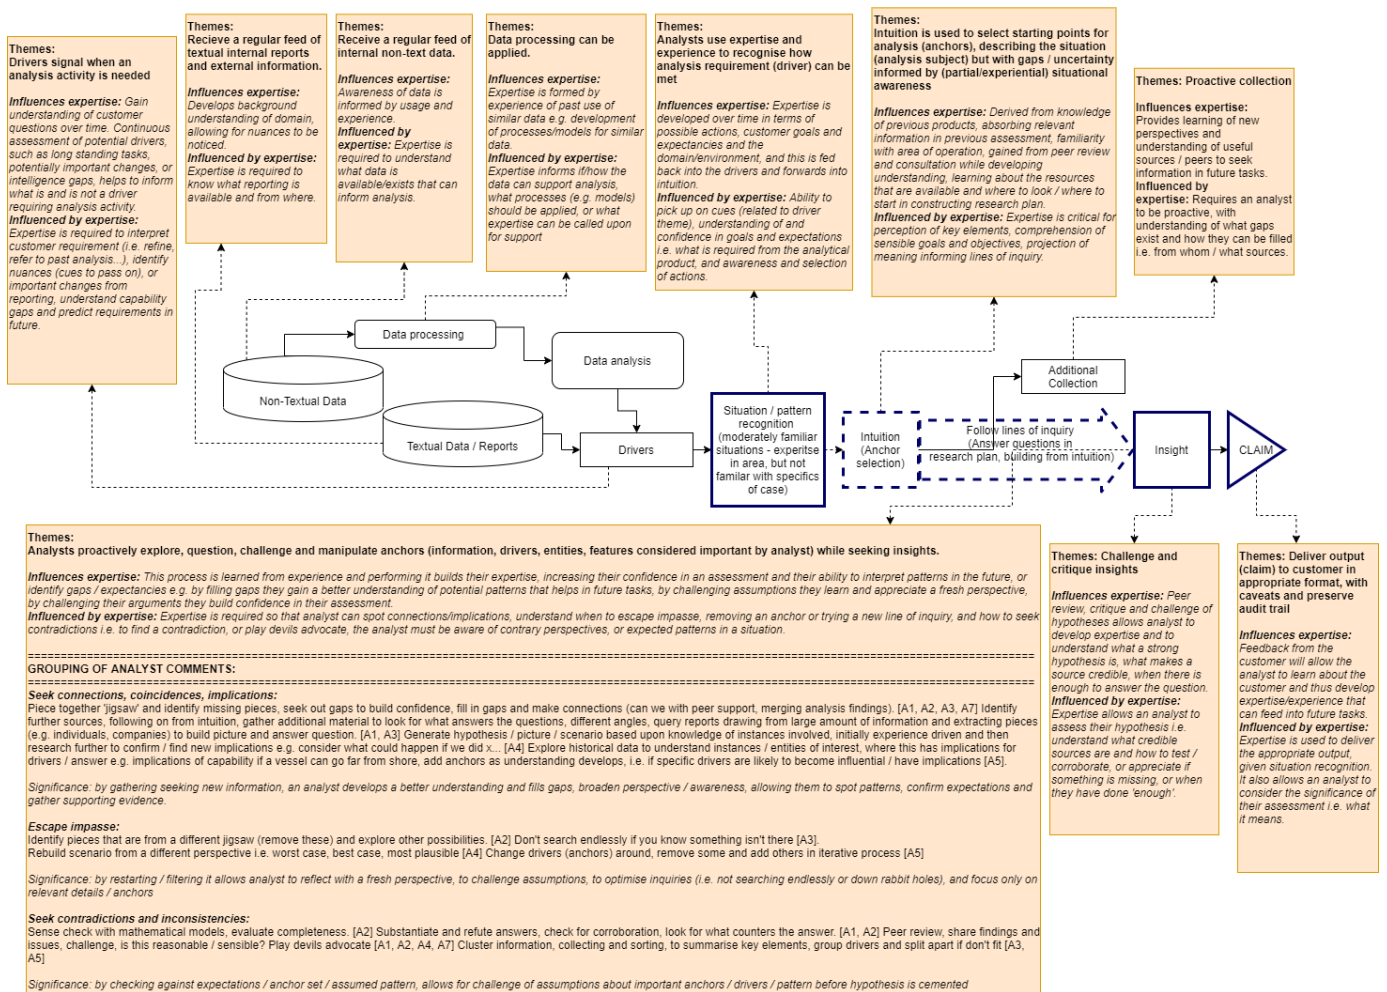 Themes:
Drivers signal when an
analysis activity is needed
Influences expertise: Gain
understanding of customer
questions over time. Continuous
assessment of potential drivers,
such as long standing tasks,
potentially important changes, or
intelligence gaps, helps to inform
what is and is not a driver
requiring analysis activity.
Influenced by expertise:
Expertise is required to interpret
customer requirement (i.e. refine,
refer to past analysis...), identify
nuances (cues to pass on), or
important changes from
reporting, understand capability
gaps and predict requirements in
future.
Themes:
Recieve a regular feed of
textual internal reports
and external information.
Influences expertise:
Develops background
understanding of domain,
allowing for nuances to be
noticed.
Influenced by expertise:
Expertise is required to
know what reporting is
available and from where.
Themes:
Receive a regular feed of
internal non-text data.
Influences expertise:
Awareness of data is
informed by usage and
experience.
Influenced by
expertise: Expertise is
required to understand
what data is
available/exists that can
inform analysis.
Themes:
Data processing can be
applied.
Influences expertise:
Expertise is formed by
experience of past use of
similar data e.g. development
of processes/models for similar
data.
Influenced by expertise:
Expertise informs if/how the
data can support analysis,
what processes (e.g. models)
should be applied, or what
expertise can be called upon
for support
Themes:
Analysts use expertise and
experience to recognise how
analysis requirement (driver) can be
met
Influences expertise: Expertise is
developed over time in terms of
possible actions, customer goals and
expectancies and the
domain/environment, and this is fed
back into the drivers and forwards into
intuition.
Influenced by expertise: Ability to
pick up on cues (related to driver
theme), understanding of and
confidence in goals and expectations
i.e. what is required from the analytical
product, and awareness and selection
of actions.
Themes:
Intuition is used to select starting points for
analysis (anchors), describing the situation
(analysis subject) but with gaps / uncertainty
informed by (partial/experiential) situational
awareness
Influences expertise: Derived from knowledge
of previous products, absorbing relevant
information in previous assessment, familiarity
with area of operation, gained from peer review
and consultation while developing
understanding, learning about the resources
that are available and where to look / where to
start in constructing research plan.
Influenced by expertise: Expertise is critical for
perception of key elements, comprehension of
sensible goals and objectives, projection of
meaning informing lines of inquiry.
Themes: Proactive collection
Influences expertise:
Provides learning of new
perspectives and
understanding of useful
sources / peers to seek
information in future tasks.
Influenced by
expertise: Requires an analyst
to be proactive, with
understanding of what gaps
exist and how they can be filled
i.e. from whom / what sources.
Data processing
Data analysis
Non-Textual Data
Textual Data / Reports
Drivers
Situation / pattern
recognition
(moderately familiar
situations - expertise
in area, but not
familar with specifics
of case)
Intuition
(Anchor
selection)
Follow lines of inquiry
(Answer questions in
research plan, building from intuition)
Additional
Collection
Insight
CLAIM
Themes:
Analysts proactively explore, question, challenge and manipulate anchors (information, drivers, entities, features considered important by analyst) while seeking insights.
Influences expertise: This process is learned from experience and performing it builds their expertise, increasing their confidence in an assessment and their ability to interpret patterns in the future, or
identify gaps / expectancies e.g. by filling gaps they gain a better understanding of potential patterns that helps in future tasks, by challenging assumptions they learn and appreciate a fresh perspective,
by challenging their arguments they build confidence in their assessment.
Influenced by expertise: Expertise is required so that analyst can spot connections/implications, understand when to escape impasse, removing an anchor or trying a new line of inquiry, and how to seek
contradictions i.e. to find a contradiction, or play devils advocate, the analyst must be aware of contrary perspectives, or expected patterns in a situation.
GROUPING OF ANALYST COMMENTS:
Seek connections, coincidences, implications:
Piece together 'jigsaw' and identify missing pieces, seek out gaps to build confidence, fill in gaps and make connections (can we with peer support, merging analysis findings). [A1, A2, A3, A7] Identify
further sources, following on from intuition, gather additional material to look for what answers the questions, different angles, query reports drawing from large amount of information and extracting pieces
(e.g. individuals, companies) to build picture and answer question. [A1, A3] Generate hypothesis / picture / scenario based upon knowledge of instances involved, initially experience driven and then
research further to confirm / find new implications e.g. consider what could happen if we did x... [A4] Explore historical data to understand instances / entities of interest, where this has implications for
drivers / answer e.g. implications of capability if a vessel can go far from shore, add anchors as understanding develops, i.e. if specific drivers are likely to become influential / have implications [A5].
Significance: by gathering seeking new information, an analyst develops a better understanding and fills gaps, broaden perspective / awareness, allowing them to spot patterns, confirm expectations and
gather supporting evidence.
Escape impasse:
Identify pieces that are from a different jigsaw (remove these) and explore other possibilities. [A2] Don't search endlessly if you know something isn't there [A3].
Rebuild scenario from a different perspective i.e. worst case, best case, most plausible [A4] Change drivers (anchors) around, remove some and add others in iterative process [A5]
Significance: by restarting / filtering it allows analyst to reflect with a fresh perspective, to challenge assumptions, to optimise inquiries (i.e. not searching endlessly or down rabbit holes), and focus only on
relevant details / anchors
Seek contradictions and inconsistencies:
Sense check with mathematical models, evaluate completeness. [A2] Substantiate and refute answers, check for corroboration, look for what counters the answer. [A1, A2] Peer review, share findings and
issues, challenge, is this reasonable / sensible? Play devils advocate [A1, A2, A4, A7] Cluster information, collecting and sorting, to summarise key elements, group drivers and split apart if don't fit [A3,
A5]
Significance: by checking against expectations / anchor set / assumed pattern, allows for challenge of assumptions about important anchors / drivers / pattern before hypothesis is cemented
Themes: Challenge and
critique insights
Influences expertise: Peer
review, critique and challenge of
hypotheses allows analyst to
develop expertise and to
understand what a strong
hypothesis is, what makes a
source credible, when there is
enough to answer the question.
Influenced by expertise:
Expertise allows an analyst to
assess their hypothesis i.e.
understand what credible
sources are and how to test /
corroborate, or appreciate if
something is missing, or when
they have done 'enough'.
Themes: Deliver output
(claim) to customer in
appropriate format, with
caveats and preserve
audit trail
Influences expertise:
Feedback from the
customer will allow the
analyst to learn about the
customer and thus develop
expertise/experience that
can feed into future tasks.
Influenced by expertise:
Expertise is used to deliver
the appropriate output,
given situation recognition.
It also allows an analyst to
consider the significance of
their assessment i.e. what
it means.